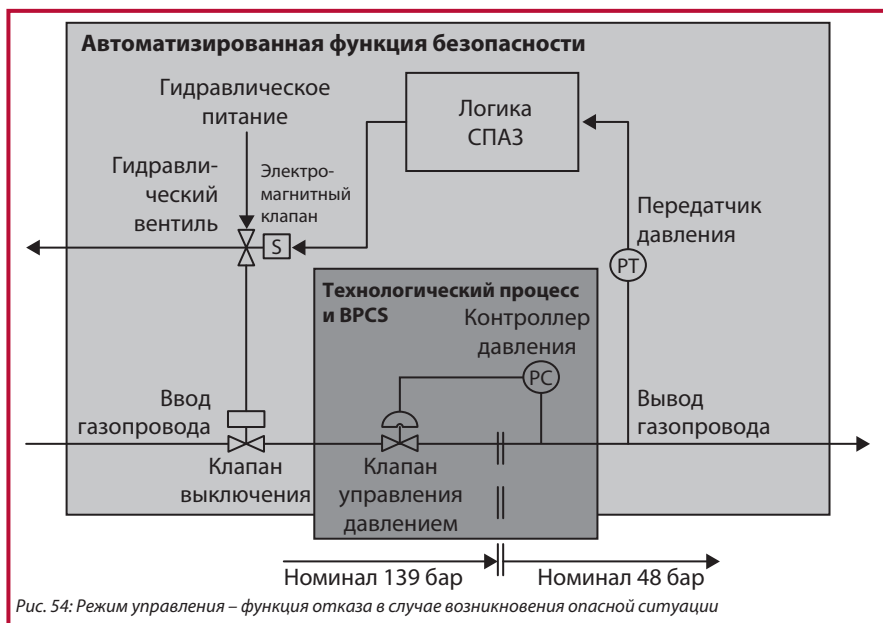 Автоматизированная функция безопасности
Гидравлическое
питание
Логика
СПАЗ
Гидравли-
ческий
вентиль
Электро-
магнитный
клапан
S
Передатчик
давления
PT
Технологический процесс
и BPCS
Контроллер
давления
PC
Ввод
газопровода
Вывод
газопровода
Клапан
выключения
Клапан
управления
давлением
Номинал 139 бар
Номинал 48 бар
Рис. 54: Режим управления – функция отказа в случае возникновения опасной ситуации